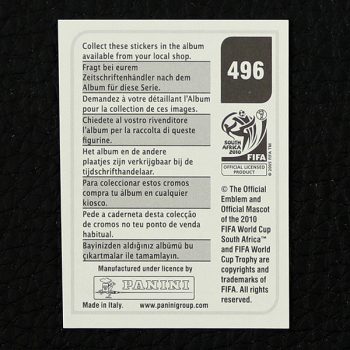 Collect these stickers in the album
available from your local shop.
Fragt bei eurem
Zeitschriftenhändler nach dem
Album für diese Serie.
Demandez à votre détaillant l'Album
pour la collection de ces images.
Chiedete al vostro rivenditore
l'album per la raccolta di queste
figurine.
Het album en de andere
plaatjes zijn verkrijgbaar bij de
tijdschrifthandelaar.
Para coleccionar estos cromos
compra tu álbum en cualquier
kiosco.
Pede a caderneta desta colecção
de cromos no teu ponto de venda
habitual.
Bayinizden aldığınız albümü bu
çıkartmalar ile tamamlayın.
Manufactured under licence by
PANINI
Made in Italy. www.paninigroup.com
496
SOUTH AFRICA
2010
FIFA
OFFICIAL LICENSED
PRODUCT
© The Official
Emblem and
Official Mascot
of the 2010
FIFA World Cup
South Africa™ and
FIFA World
Cup Trophy are
copyrights and
trademarks of
FIFA. All rights
reserved.